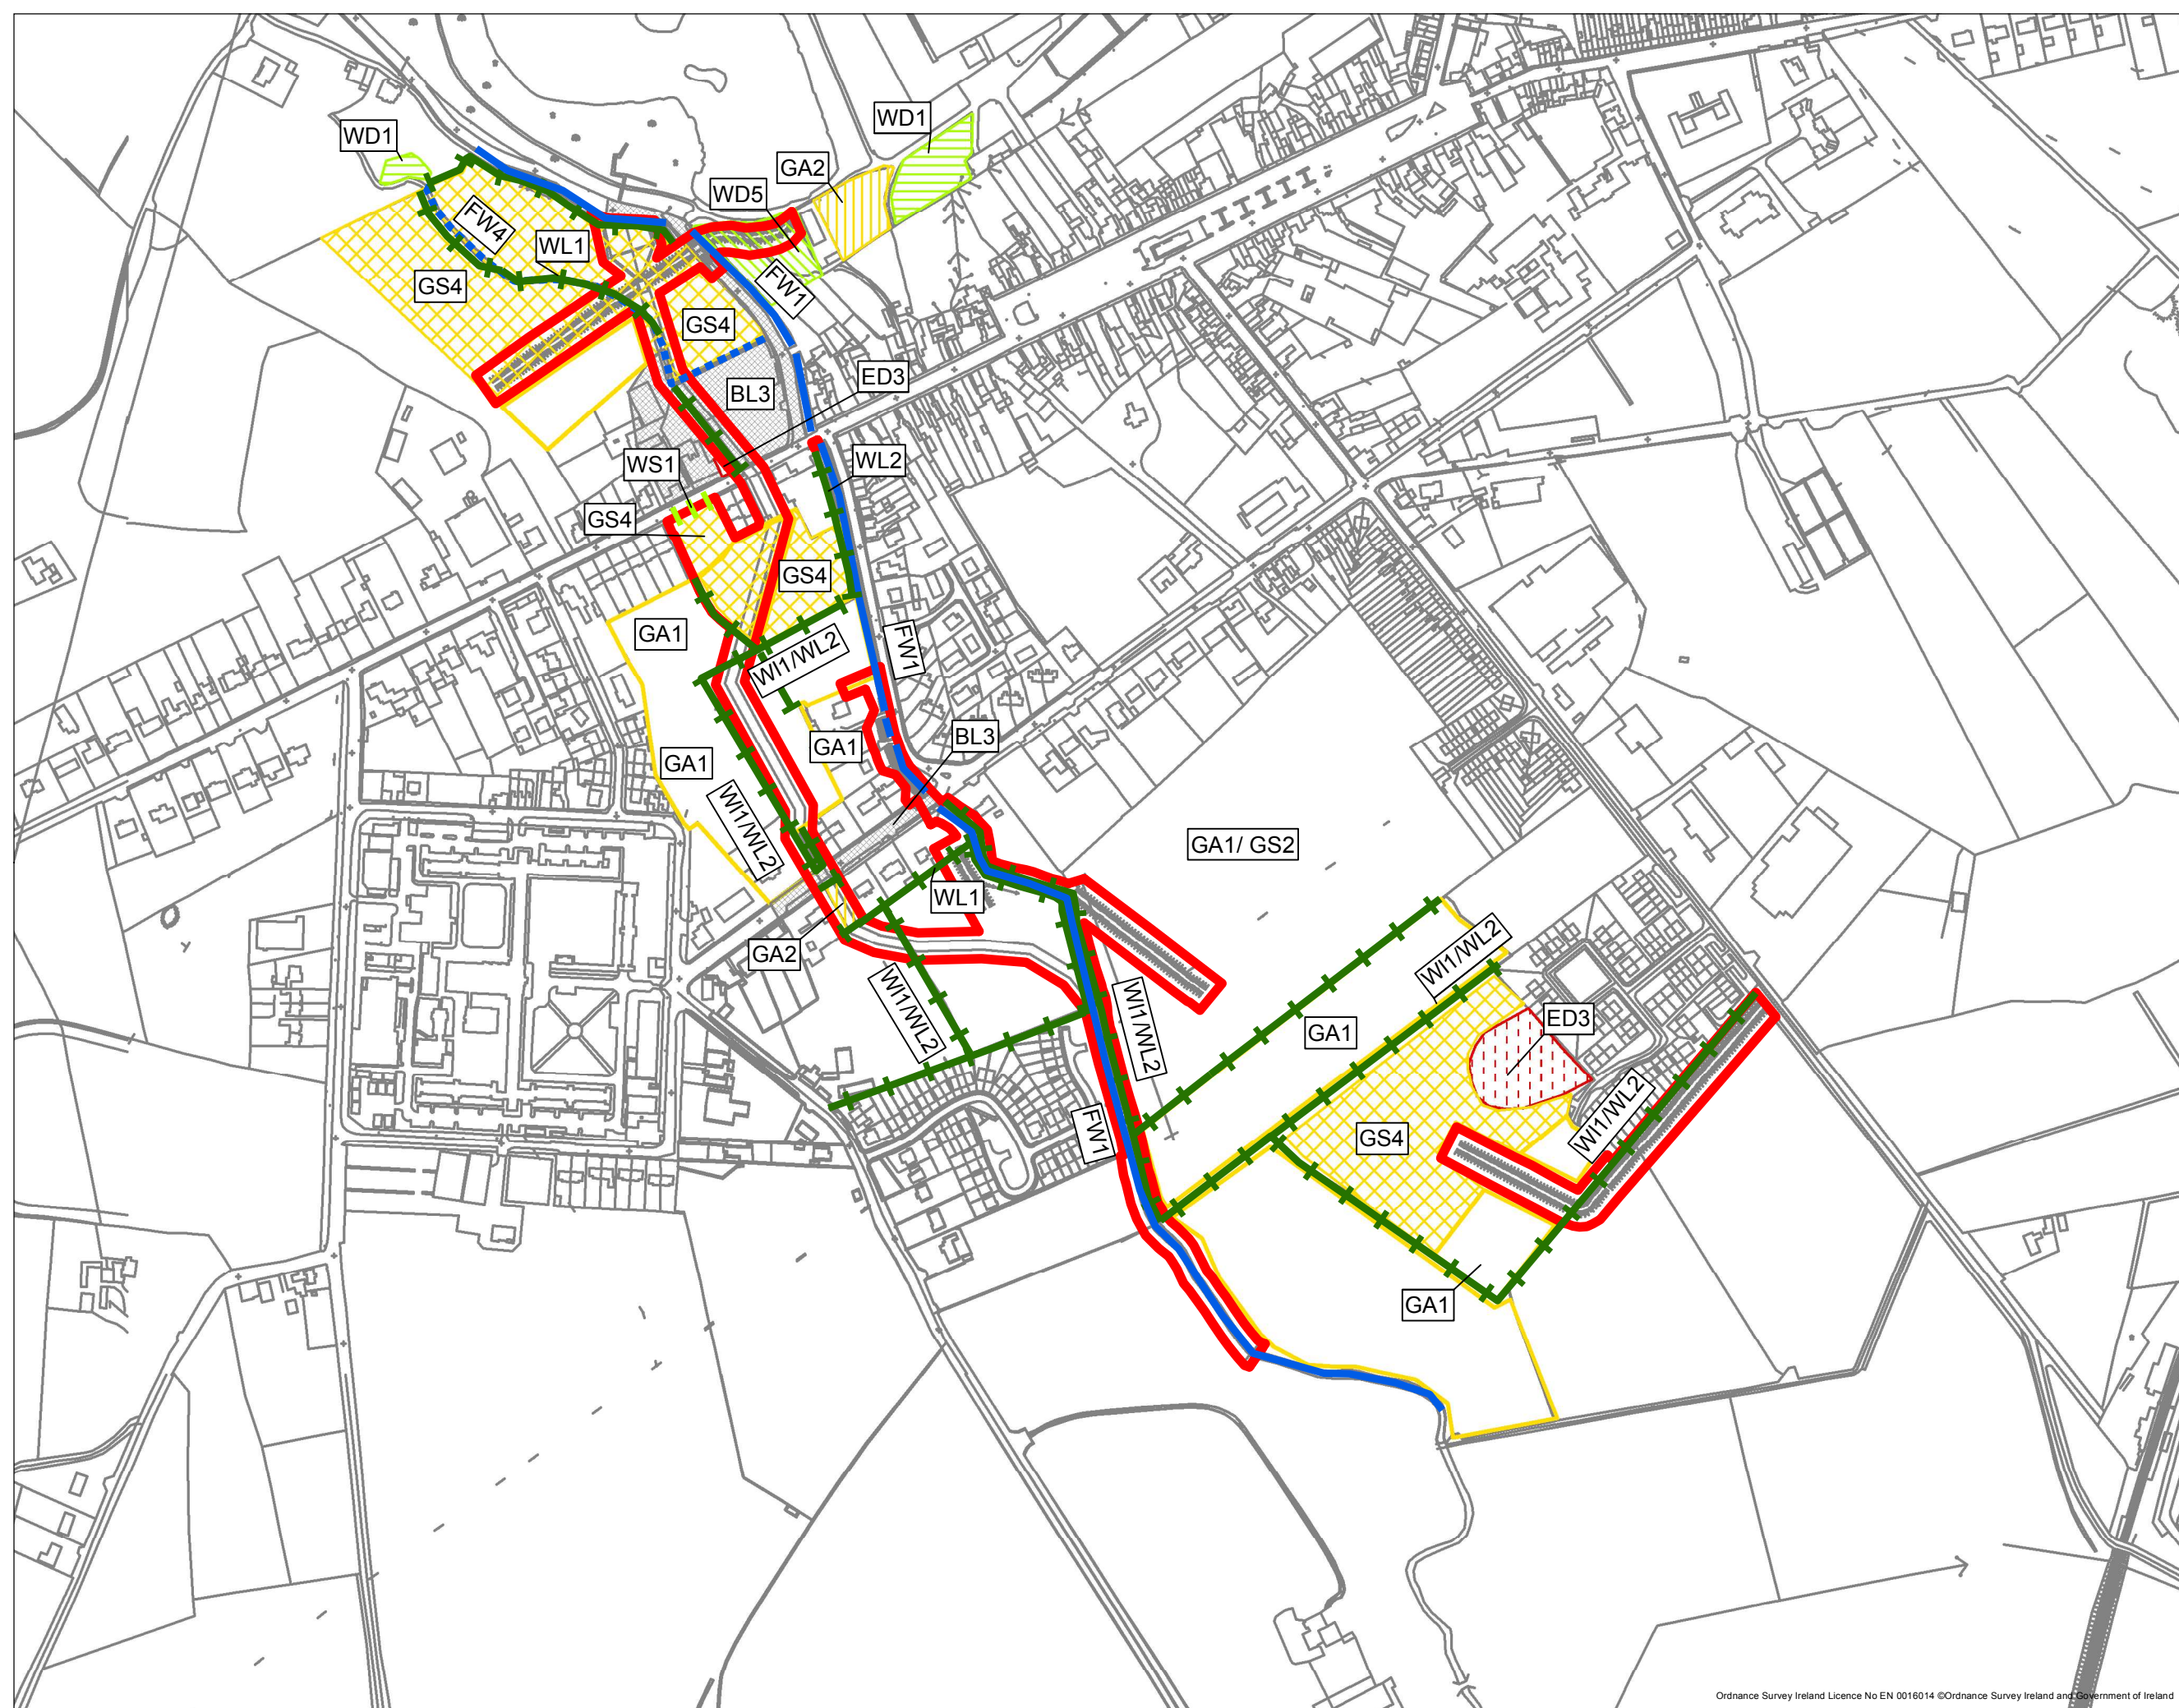 WD1
WD1
GA2
WD5
FW4
WL1
GS4
FW1
GS4
ED3
BL3
WL2
WS1
GS4
GS4
GA1
WI1/WL2
FW1
BL3
GA1
GA1
WI1/WL2
GA1/ GS2
WL1
GA2
WI1/WL2
WI1/WL2
WI1/WL2
ED3
GA1
FW1
GS4
WI1/WL2
GA1
Ordnance Survey Ireland Licence No EN 0016014 ©Ordnance Survey Ireland and Government of Ireland